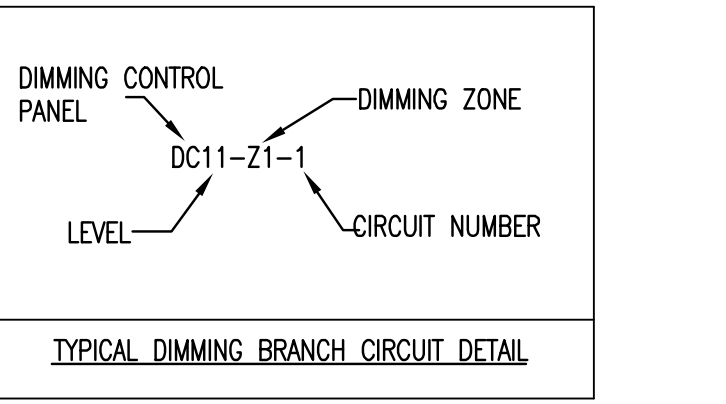 DIMMING CONTROL
PANEL
DIMMING ZONE
DC11-Z1-1
LEVEL
CIRCUIT NUMBER
TYPICAL DIMMING BRANCH CIRCUIT DETAIL